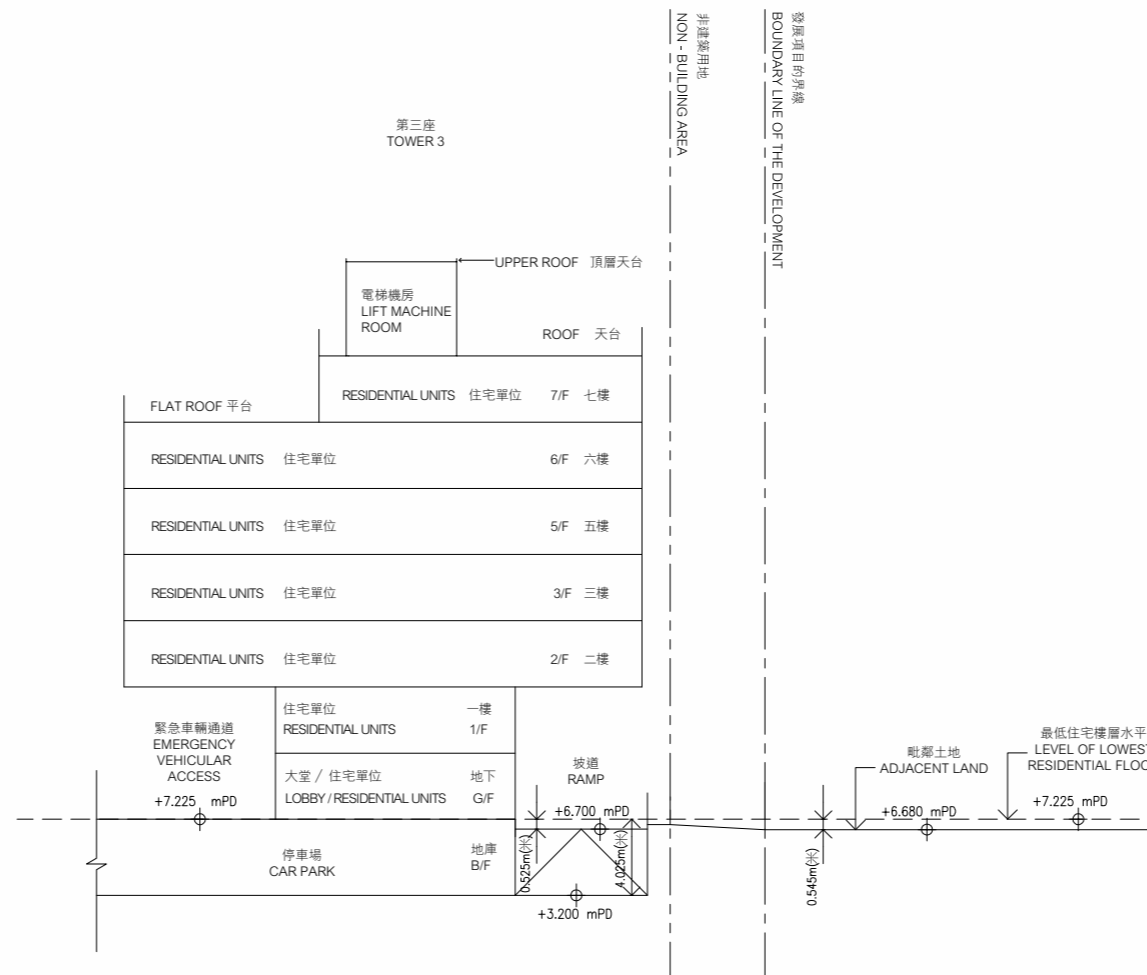 非建築用地
NON - BUILDING AREA
發展項目的界線
BOUNDARY LINE OF THE DEVELOPMENT
第三座
TOWER 3
UPPER ROOF 頂層天台
電梯機房
LIFT MACHINE
ROOM
ROOF 天台
RESIDENTIAL UNITS 住宅單位 7/F 七樓
FLAT ROOF 平台
RESIDENTIAL UNITS 住宅單位 6/F 六樓
RESIDENTIAL UNITS 住宅單位 5/F 五樓
RESIDENTIAL UNITS 住宅單位 3/F 三樓
RESIDENTIAL UNITS 住宅單位 2/F 二樓
住宅單位 一樓
RESIDENTIAL UNITS 1/F
緊急車輛通道
EMERGENCY
VEHICULAR
ACCESS
+7.225 mPD
大堂 / 住宅單位 地下
LOBBY / RESIDENTIAL UNITS G/F
坡道
RAMP
+6.700 mPD
停車場 地庫
CAR PARK B/F
0.525m(米)
4.025m(米)
+3.200 mPD
毗鄰土地
ADJACENT LAND
+6.680 mPD
0.545m(米)
最低住宅樓層水平
LEVEL OF LOWEST
RESIDENTIAL FLOO
+7.225 mPD